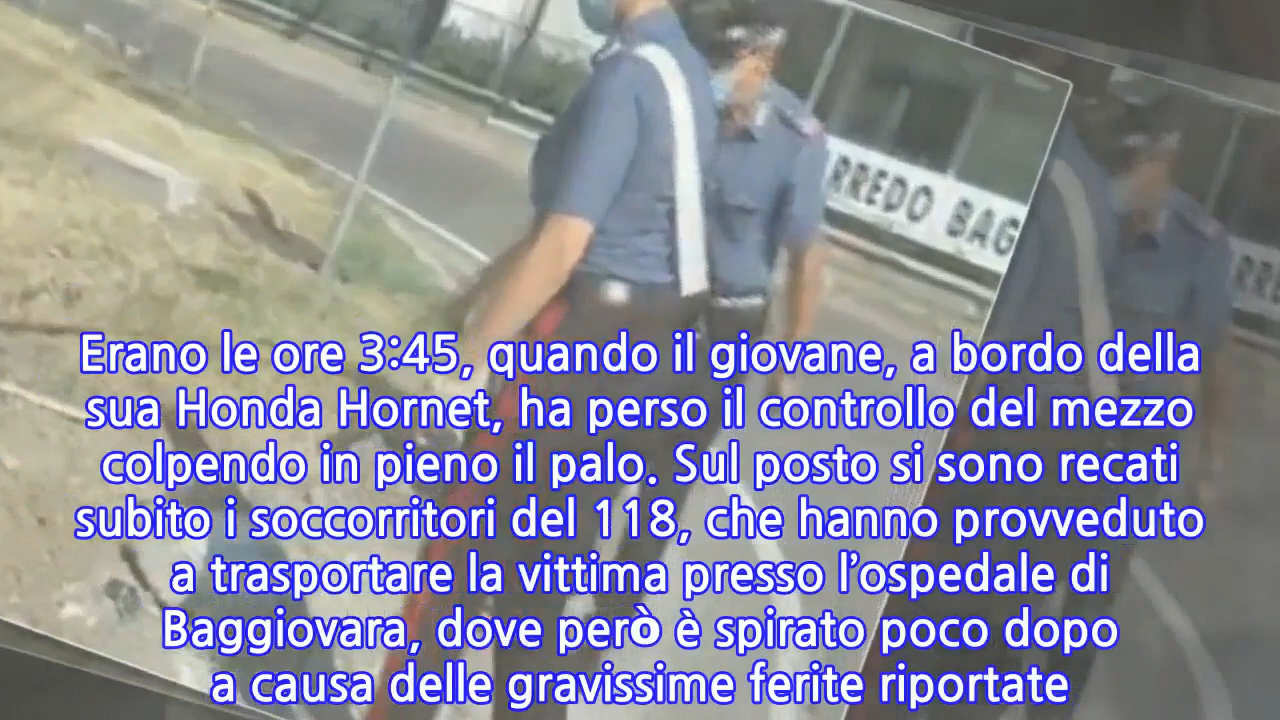 RREDO BAG
Erano le ore 3:45, quando il giovane, a bordo della
sua Honda Hornet, ha perso il controllo del mezzo
colpendo in pieno il palo. Sul posto si sono recati
subito i soccorritori del 118, che hanno provveduto
a trasportare la vittima presso l'ospedale di
Baggiovara, dove però è spirato poco dopo
a causa delle gravissime ferite riportate